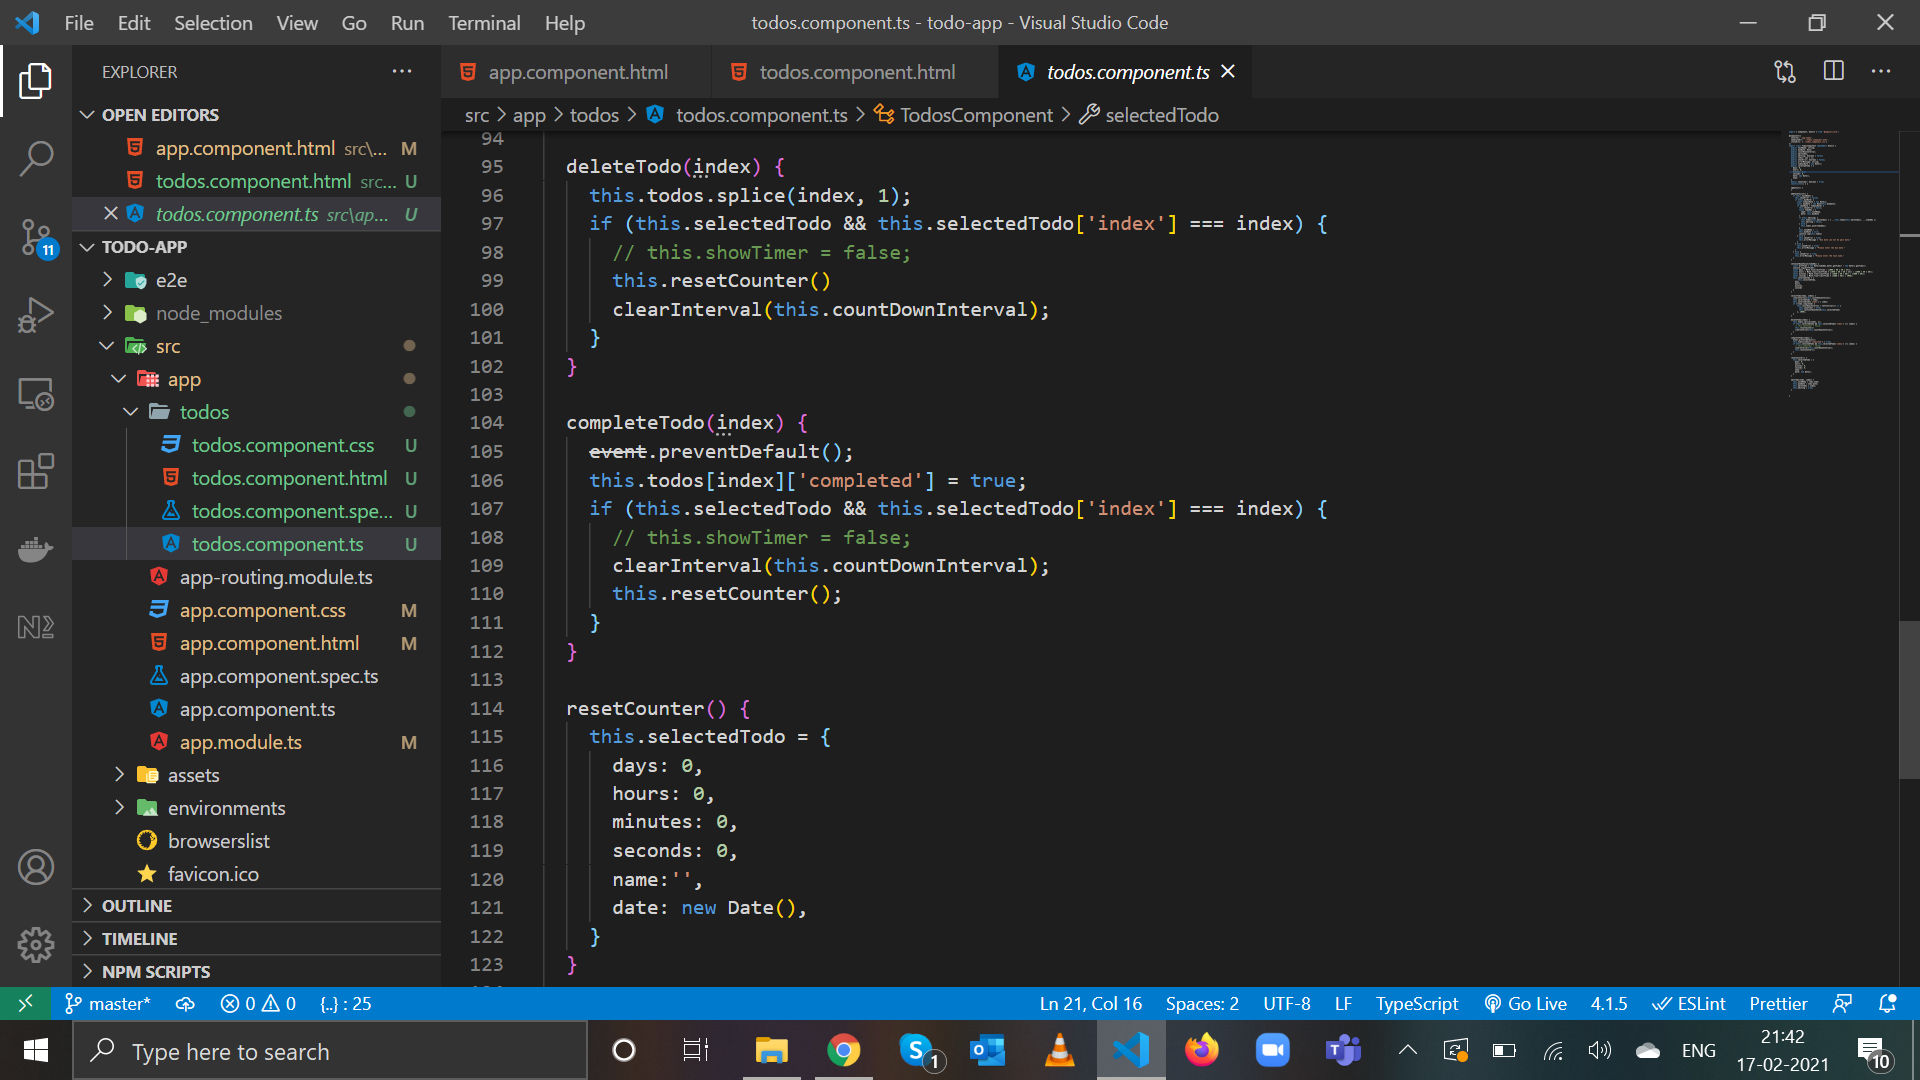 File Edit Selection View Go Run Terminal Help
todos.component.ts - todo-app - Visual Studio Code
EXPLORER
OPEN EDITORS
app.component.html src\... M
todos.component.html src... U
todos.component.ts src\ap... U
TODO-APP
e2e
node_modules
src
app
todos
todos.component.css U
todos.component.html U
todos.component.spe... U
todos.component.ts U
app-routing.module.ts
app.component.css M
app.component.html M
app.component.spec.ts
app.component.ts
app.module.ts M
assets
environments
browserslist
favicon.ico
OUTLINE
TIMELINE
NPM SCRIPTS
11
app.component.html
todos.component.html
todos.component.ts
src > app > todos > todos.component.ts > TodosComponent > selectedTodo
94
95 deleteTodo(index) {
96 this.todos.splice(index, 1);
97 if (this.selectedTodo && this.selectedTodo['index'] === index) {
98 // this.showTimer = false;
99 this.resetCounter()
100 clearInterval(this.countDownInterval);
101 }
102 }
103
104 completeTodo(index) {
105 event.preventDefault();
106 this.todos[index]['completed'] = true;
107 if (this.selectedTodo && this.selectedTodo['index'] === index) {
108 // this.showTimer = false;
109 clearInterval(this.countDownInterval);
110 this.resetCounter();
111 }
112 }
113
114 resetCounter() {
115 this.selectedTodo = {
116 days: 0,
117 hours: 0,
118 minutes: 0,
119 seconds: 0,
120 name:'',
121 date: new Date(),
122 }
123 }
master* 0 0 {..} : 25
Ln 21, Col 16 Spaces: 2 UTF-8 LF TypeScript Go Live 4.1.5 ESLint Prettier
Type here to search
1
ENG
21:42
17-02-2021
10